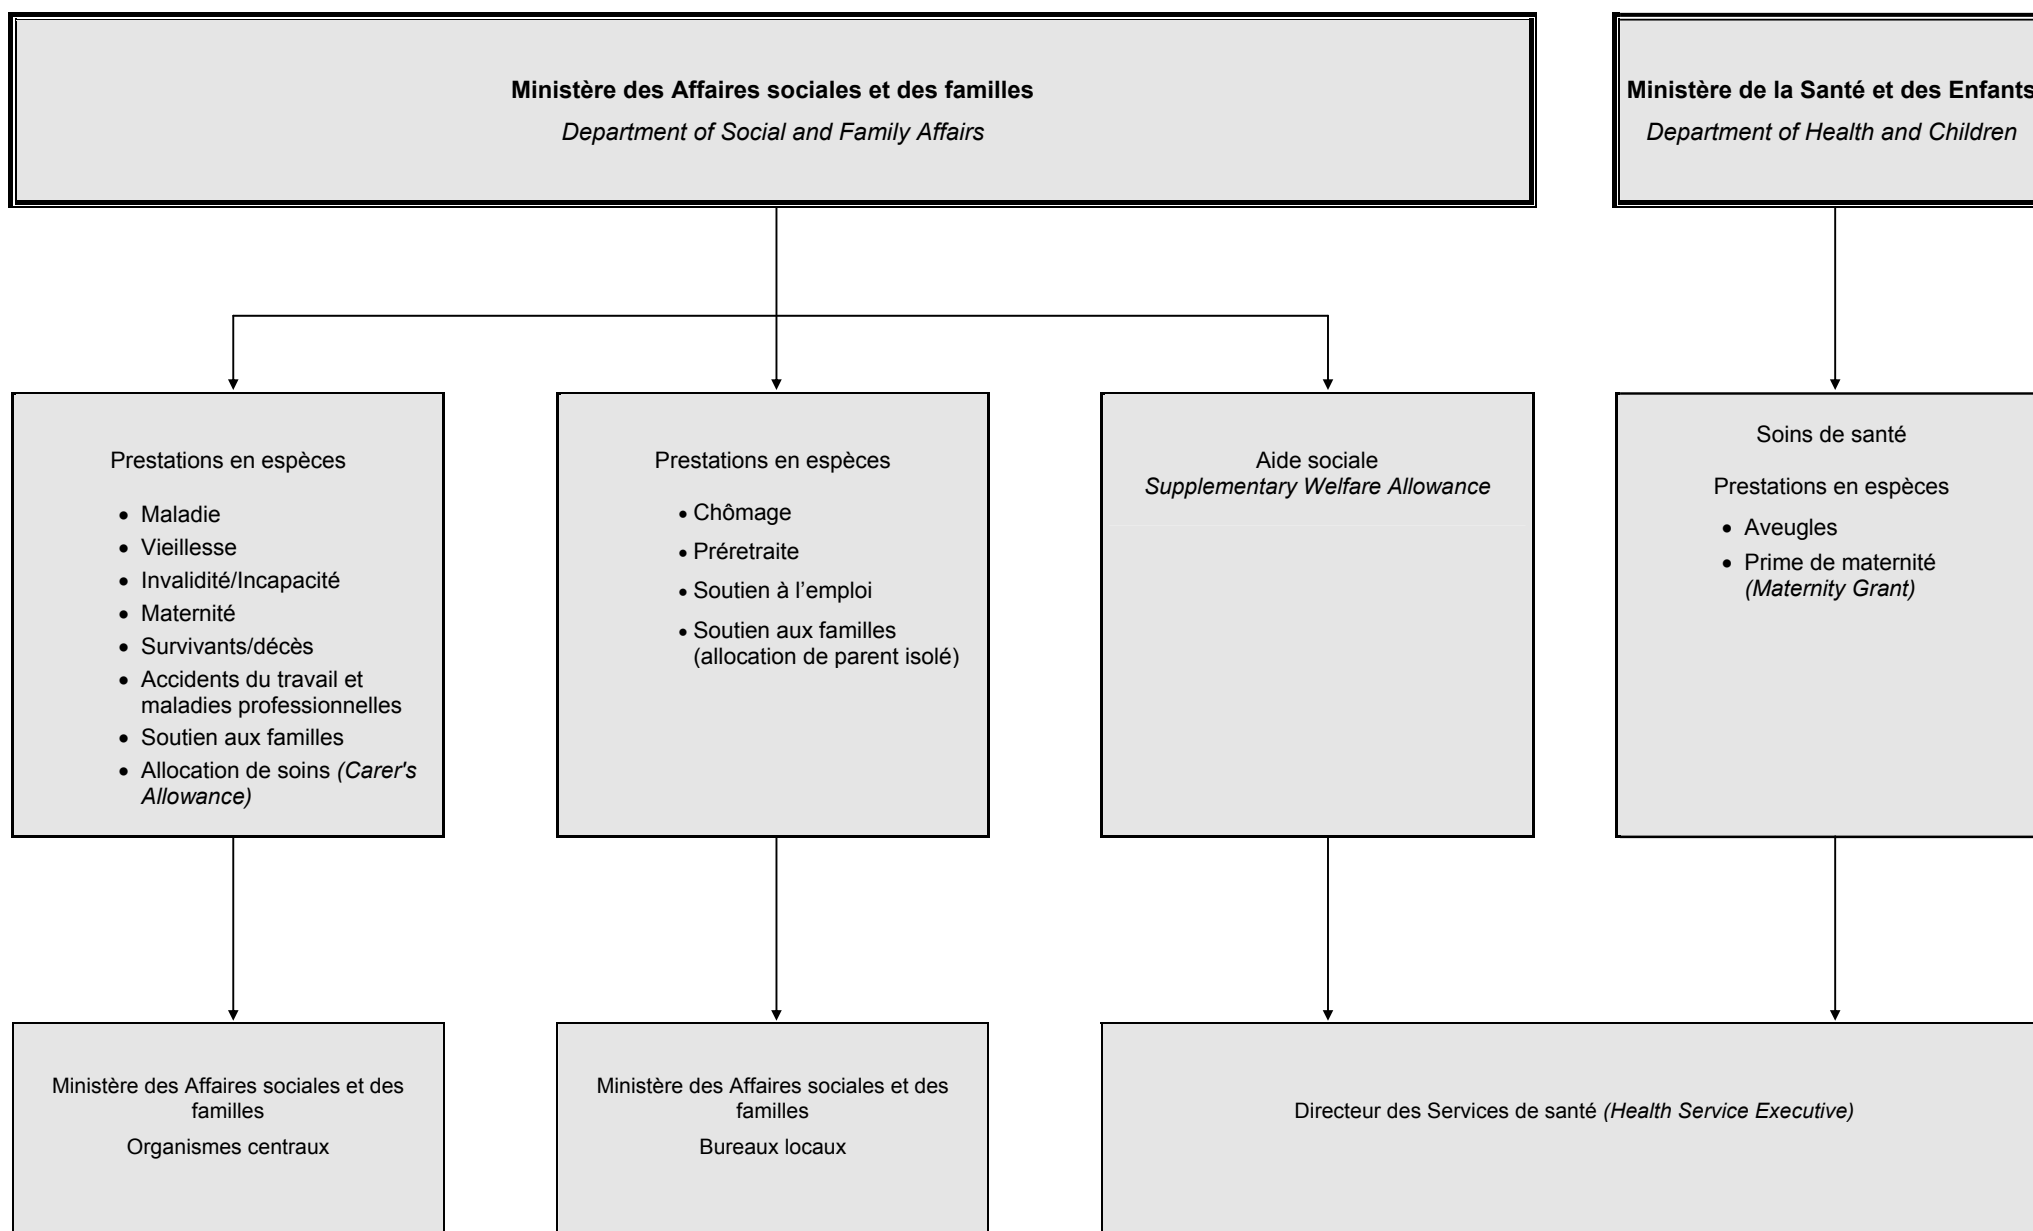 Ministère des Affaires sociales et des familles
Department of Social and Family Affairs
Ministère de la Santé et des Enfants
Department of Health and Children
Prestations en espèces
• Maladie
• Vieillesse
• Invalidité/Incapacité
• Maternité
• Survivants/décès
• Accidents du travail et
maladies professionnelles
• Soutien aux familles
• Allocation de soins (Carer's
Allowance)
Prestations en espèces
• Chômage
• Préretraite
• Soutien à l’emploi
• Soutien aux familles
(allocation de parent isolé)
Aide sociale
Supplementary Welfare Allowance
Soins de santé
Prestations en espèces
• Aveugles
• Prime de maternité
(Maternity Grant)
Ministère des Affaires sociales et des
familles
Organismes centraux
Ministère des Affaires sociales et des
familles
Bureaux locaux
Directeur des Services de santé (Health Service Executive)